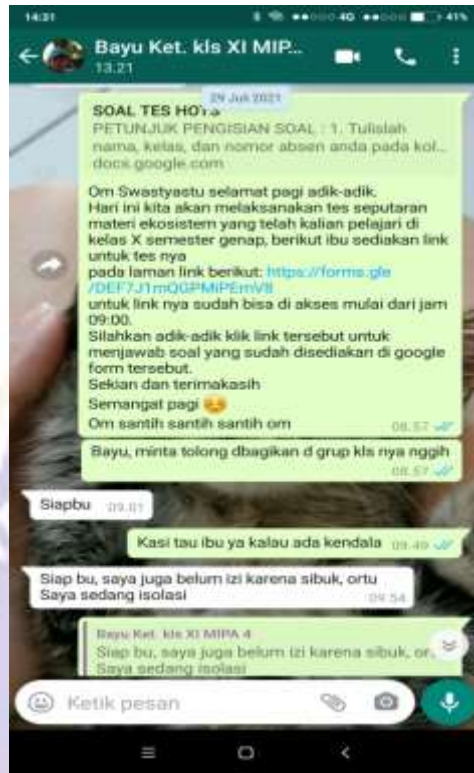 14:31
4G 41%
Bayu Ket. kls XI MIP...
13.21
29 Juli 2021
SOAL TES HOTS
PETUNJUK PENGISIAN SOAL : 1. Tulislah
nama, kelas, dan nomor absen anda pada kol...
docs.google.com
Om Swastyastu selamat pagi adik-adik.
Hari ini kita akan melaksanakan tes seputaran
materi ekosistem yang telah kalian pelajari di
kelas X semester genap, berikut ibu sediakan link
untuk tes nya
pada laman link berikut: https://forms.gle
untuk link nya sudah bisa di akses mulai dari jam
09:00.
Silahkan adik-adik klik link tersebut untuk
menjawab soal yang sudah disediakan di google
form tersebut.
Sekian dan terimakasih
Semangat pagi 😊
Om santih santih santih om
08.57
Bayu, minta tolong dbagikan d grup kls nya nggih
08.57
Siapbu 09.01
Kasi tau ibu ya kalau ada kendala 09.49
Siap bu, saya juga belum izi karena sibuk, ortu
Saya sedang isolasi 09.54
Bayu Ket. kls XI MIPA 4
Siap bu, saya juga belum izi karena sibuk, or...
Saya sedang isolasi
Ketik pesan